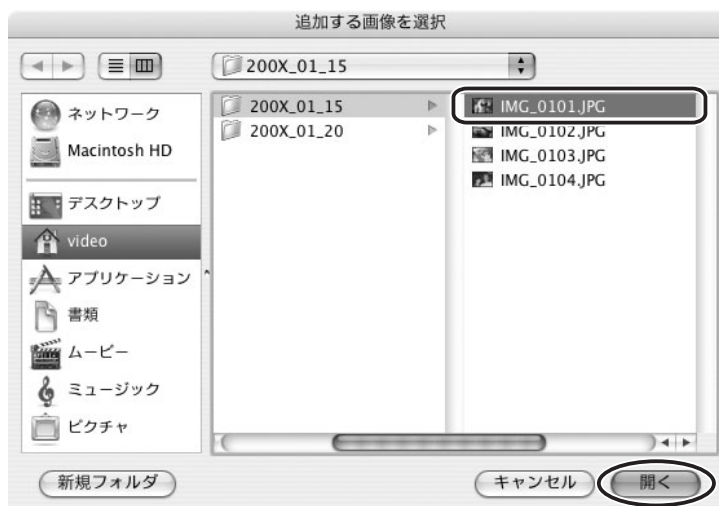 追加する画像を選択
200X_01_15
ネットワーク
Macintosh HD
デスクトップ
video
アプリケーション
書類
ムービー
ミュージック
ピクチャ
200X_01_15
200X_01_20
IMG_0101.JPG
IMG_0102.JPG
IMG_0103.JPG
IMG_0104.JPG
新規フォルダ
キャンセル
開く